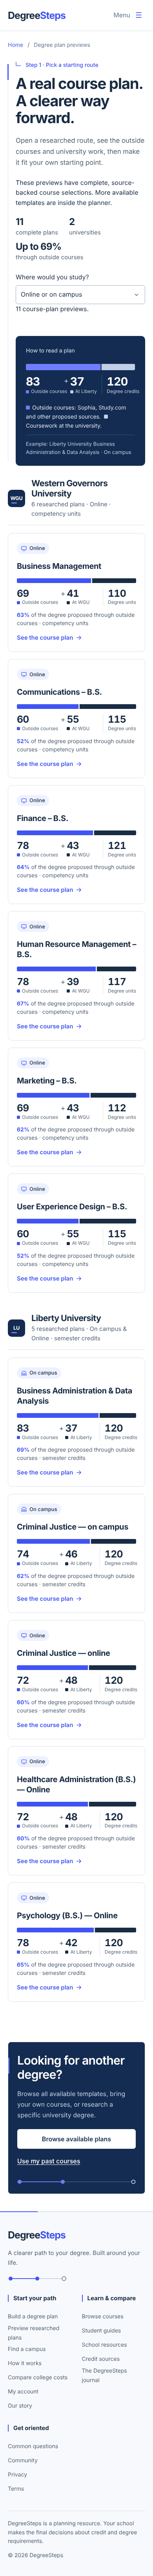 DegreeSteps
Menu
Home / Degree plan previews
Step 1 · Pick a starting route
A real course plan.
A clearer way
forward.
Open a researched route, see the outside
courses and university work, then make
it fit your own starting point.
These previews have complete, source-
backed course selections. More available
templates are inside the planner.
11
complete plans
2
universities
Up to 69%
through outside courses
Where would you study?
Online or on campus
11 course-plan previews.
How to read a plan
83 + 37 120
Outside courses At Liberty Degree credits
Outside courses: Sophia, Study.com
and other proposed sources.
Coursework at the university.
Example: Liberty University Business
Administration & Data Analysis · On campus
WGU
Western Governors
University
6 researched plans · Online ·
competency units
Online
Business Management
69 + 41 110
Outside courses At WGU Degree units
63% of the degree proposed through outside
courses · competency units
See the course plan →
Online
Communications – B.S.
60 + 55 115
Outside courses At WGU Degree units
52% of the degree proposed through outside
courses · competency units
See the course plan →
Online
Finance – B.S.
78 + 43 121
Outside courses At WGU Degree units
64% of the degree proposed through outside
courses · competency units
See the course plan →
Online
Human Resource Management –
B.S.
78 + 39 117
Outside courses At WGU Degree units
67% of the degree proposed through outside
courses · competency units
See the course plan →
Online
Marketing – B.S.
69 + 43 112
Outside courses At WGU Degree units
62% of the degree proposed through outside
courses · competency units
See the course plan →
Online
User Experience Design – B.S.
60 + 55 115
Outside courses At WGU Degree units
52% of the degree proposed through outside
courses · competency units
See the course plan →
LU
Liberty University
5 researched plans · On campus &
Online · semester credits
On campus
Business Administration & Data
Analysis
83 + 37 120
Outside courses At Liberty Degree credits
69% of the degree proposed through outside
courses · semester credits
See the course plan →
On campus
Criminal Justice — on campus
74 + 46 120
Outside courses At Liberty Degree credits
62% of the degree proposed through outside
courses · semester credits
See the course plan →
Online
Criminal Justice — online
72 + 48 120
Outside courses At Liberty Degree credits
60% of the degree proposed through outside
courses · semester credits
See the course plan →
Online
Healthcare Administration (B.S.)
— Online
72 + 48 120
Outside courses At Liberty Degree credits
60% of the degree proposed through outside
courses · semester credits
See the course plan →
Online
Psychology (B.S.) — Online
78 + 42 120
Outside courses At Liberty Degree credits
65% of the degree proposed through outside
courses · semester credits
See the course plan →
Looking for another
degree?
Browse all available templates, bring
your own courses, or research a
specific university degree.
Browse available plans
Use my past courses
DegreeSteps
A clearer path to your degree. Built around your
life.
Start your path
Build a degree plan
Preview researched
plans
Find a campus
How it works
Compare college costs
My account
Our story
Learn & compare
Browse courses
Student guides
School resources
Credit sources
The DegreeSteps
journal
Get oriented
Common questions
Community
Privacy
Terms
DegreeSteps is a planning resource. Your school
makes the final decisions about credit and degree
requirements.
© 2026 DegreeSteps